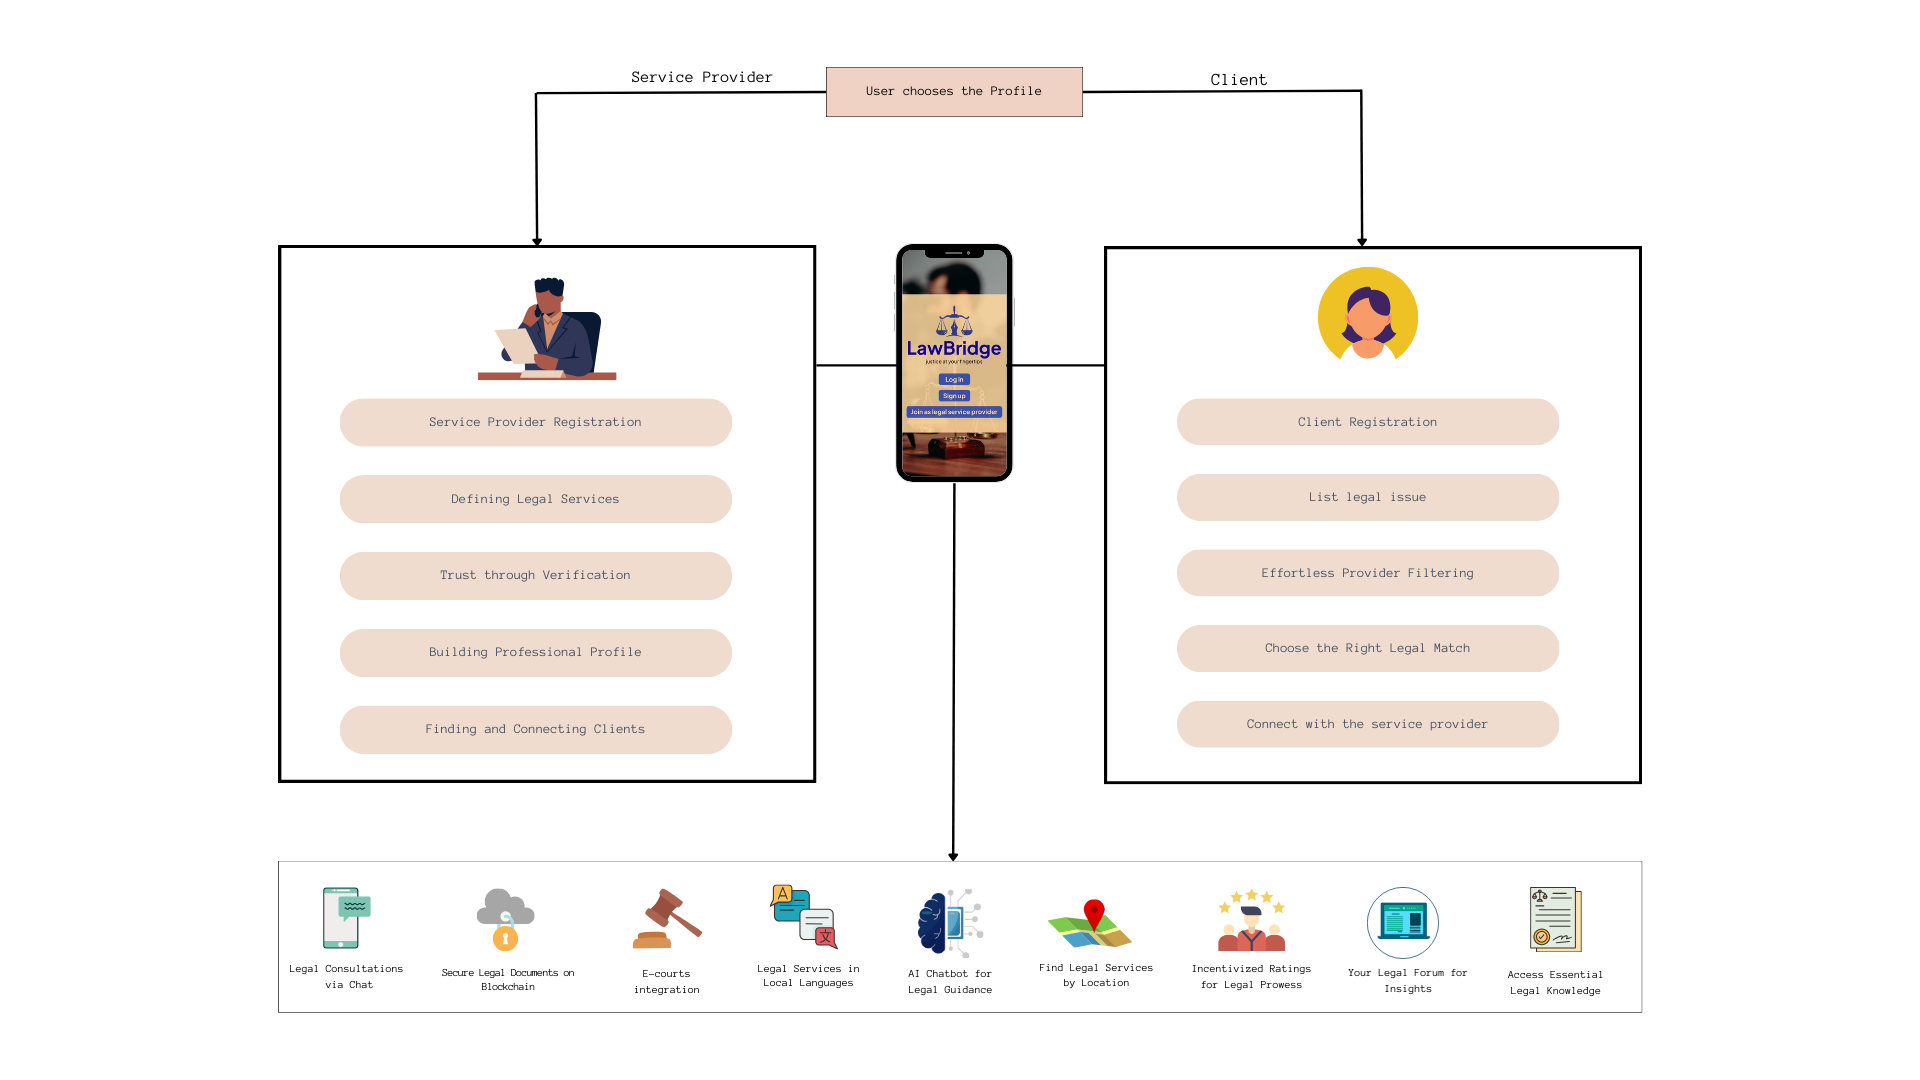 Service Provider
User chooses the Profile
Client
LawBridge
justice at your fingertips
Log in
Sign up
Join as legal service provider
Service Provider Registration
Defining Legal Services
Trust through Verification
Building Professional Profile
Finding and Connecting Clients
Client Registration
List legal issue
Effortless Provider Filtering
Choose the Right Legal Match
Connect with the service provider
A
文
Legal Consultations
via Chat
Secure Legal Documents on
Blockchain
E-courts
integration
Legal Services in
Local Languages
AI Chatbot for
Legal Guidance
Find Legal Services
by Location
Incentivized Ratings
for Legal Prowess
Your Legal Forum for
Insights
Access Essential
Legal Knowledge